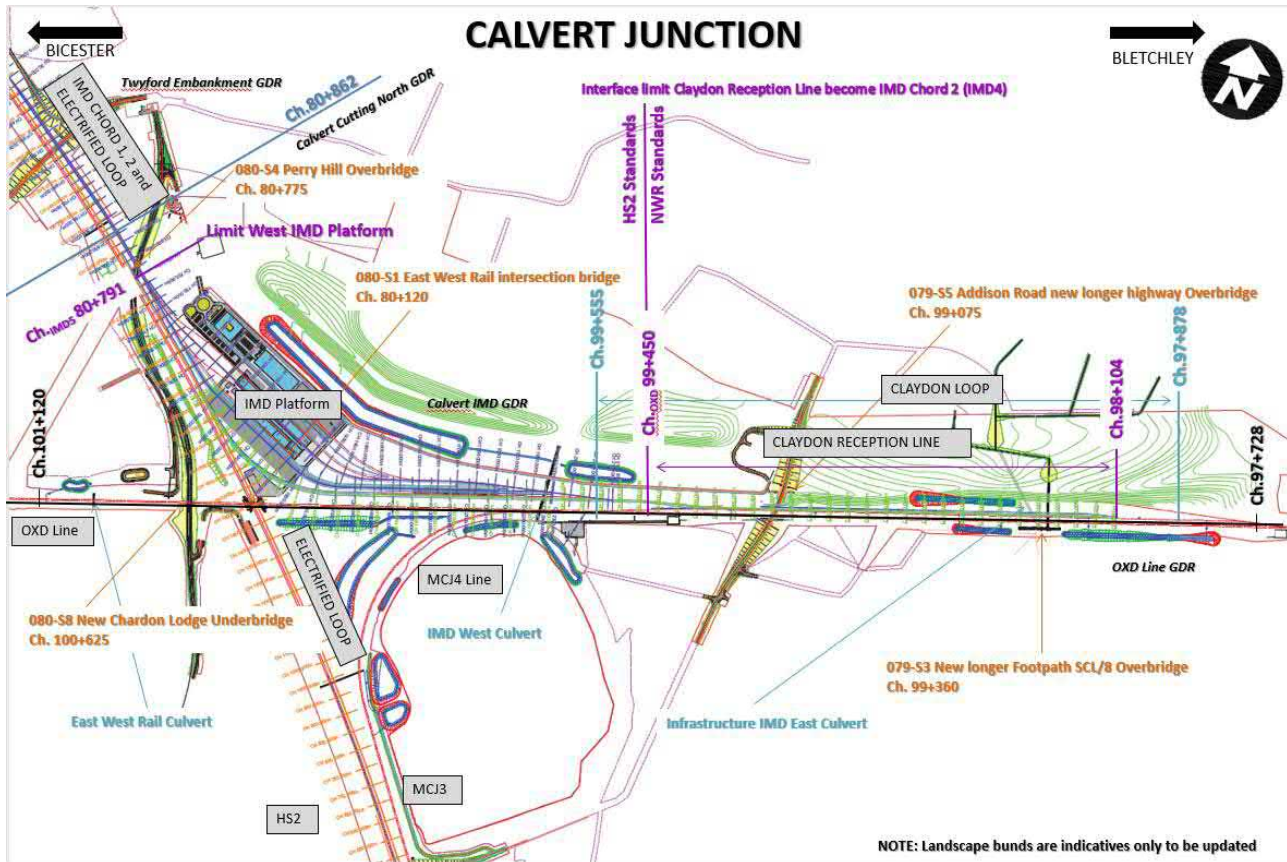 CALVERT JUNCTION
BICESTER
BLETCHLEY
N
IMD CHORD 1, 2 and
ELECTRIFIED LOOP
Twyford Embankment GDR
Ch.80+862
Calvert Cutting North GDR
Interface limit Claydon Reception Line become IMD Chord 2 (IMD4)
HS2 Standards
NWR Standards
080-S4 Perry Hill Overbridge
Ch. 80+775
Limit West IMD Platform
Ch-IMD5 80+791
080-S1 East West Rail intersection bridge
Ch. 80+120
079-S5 Addison Road new longer highway Overbridge
Ch. 99+075
Ch.99+555
Ch-OXD 99+450
Ch.98+104
Ch.97+878
Ch.97+728
Ch.101+120
CLAYDON LOOP
CLAYDON RECEPTION LINE
IMD Platform
Calvert IMD GDR
OXD Line
ELECTRIFIED LOOP
MCJ4 Line
OXD Line GDR
080-S8 New Chardon Lodge Underbridge
Ch. 100+625
IMD West Culvert
079-S3 New longer Footpath SCL/8 Overbridge
Ch. 99+360
East West Rail Culvert
Infrastructure IMD East Culvert
MCJ3
HS2
NOTE: Landscape bunds are indicatives only to be updated